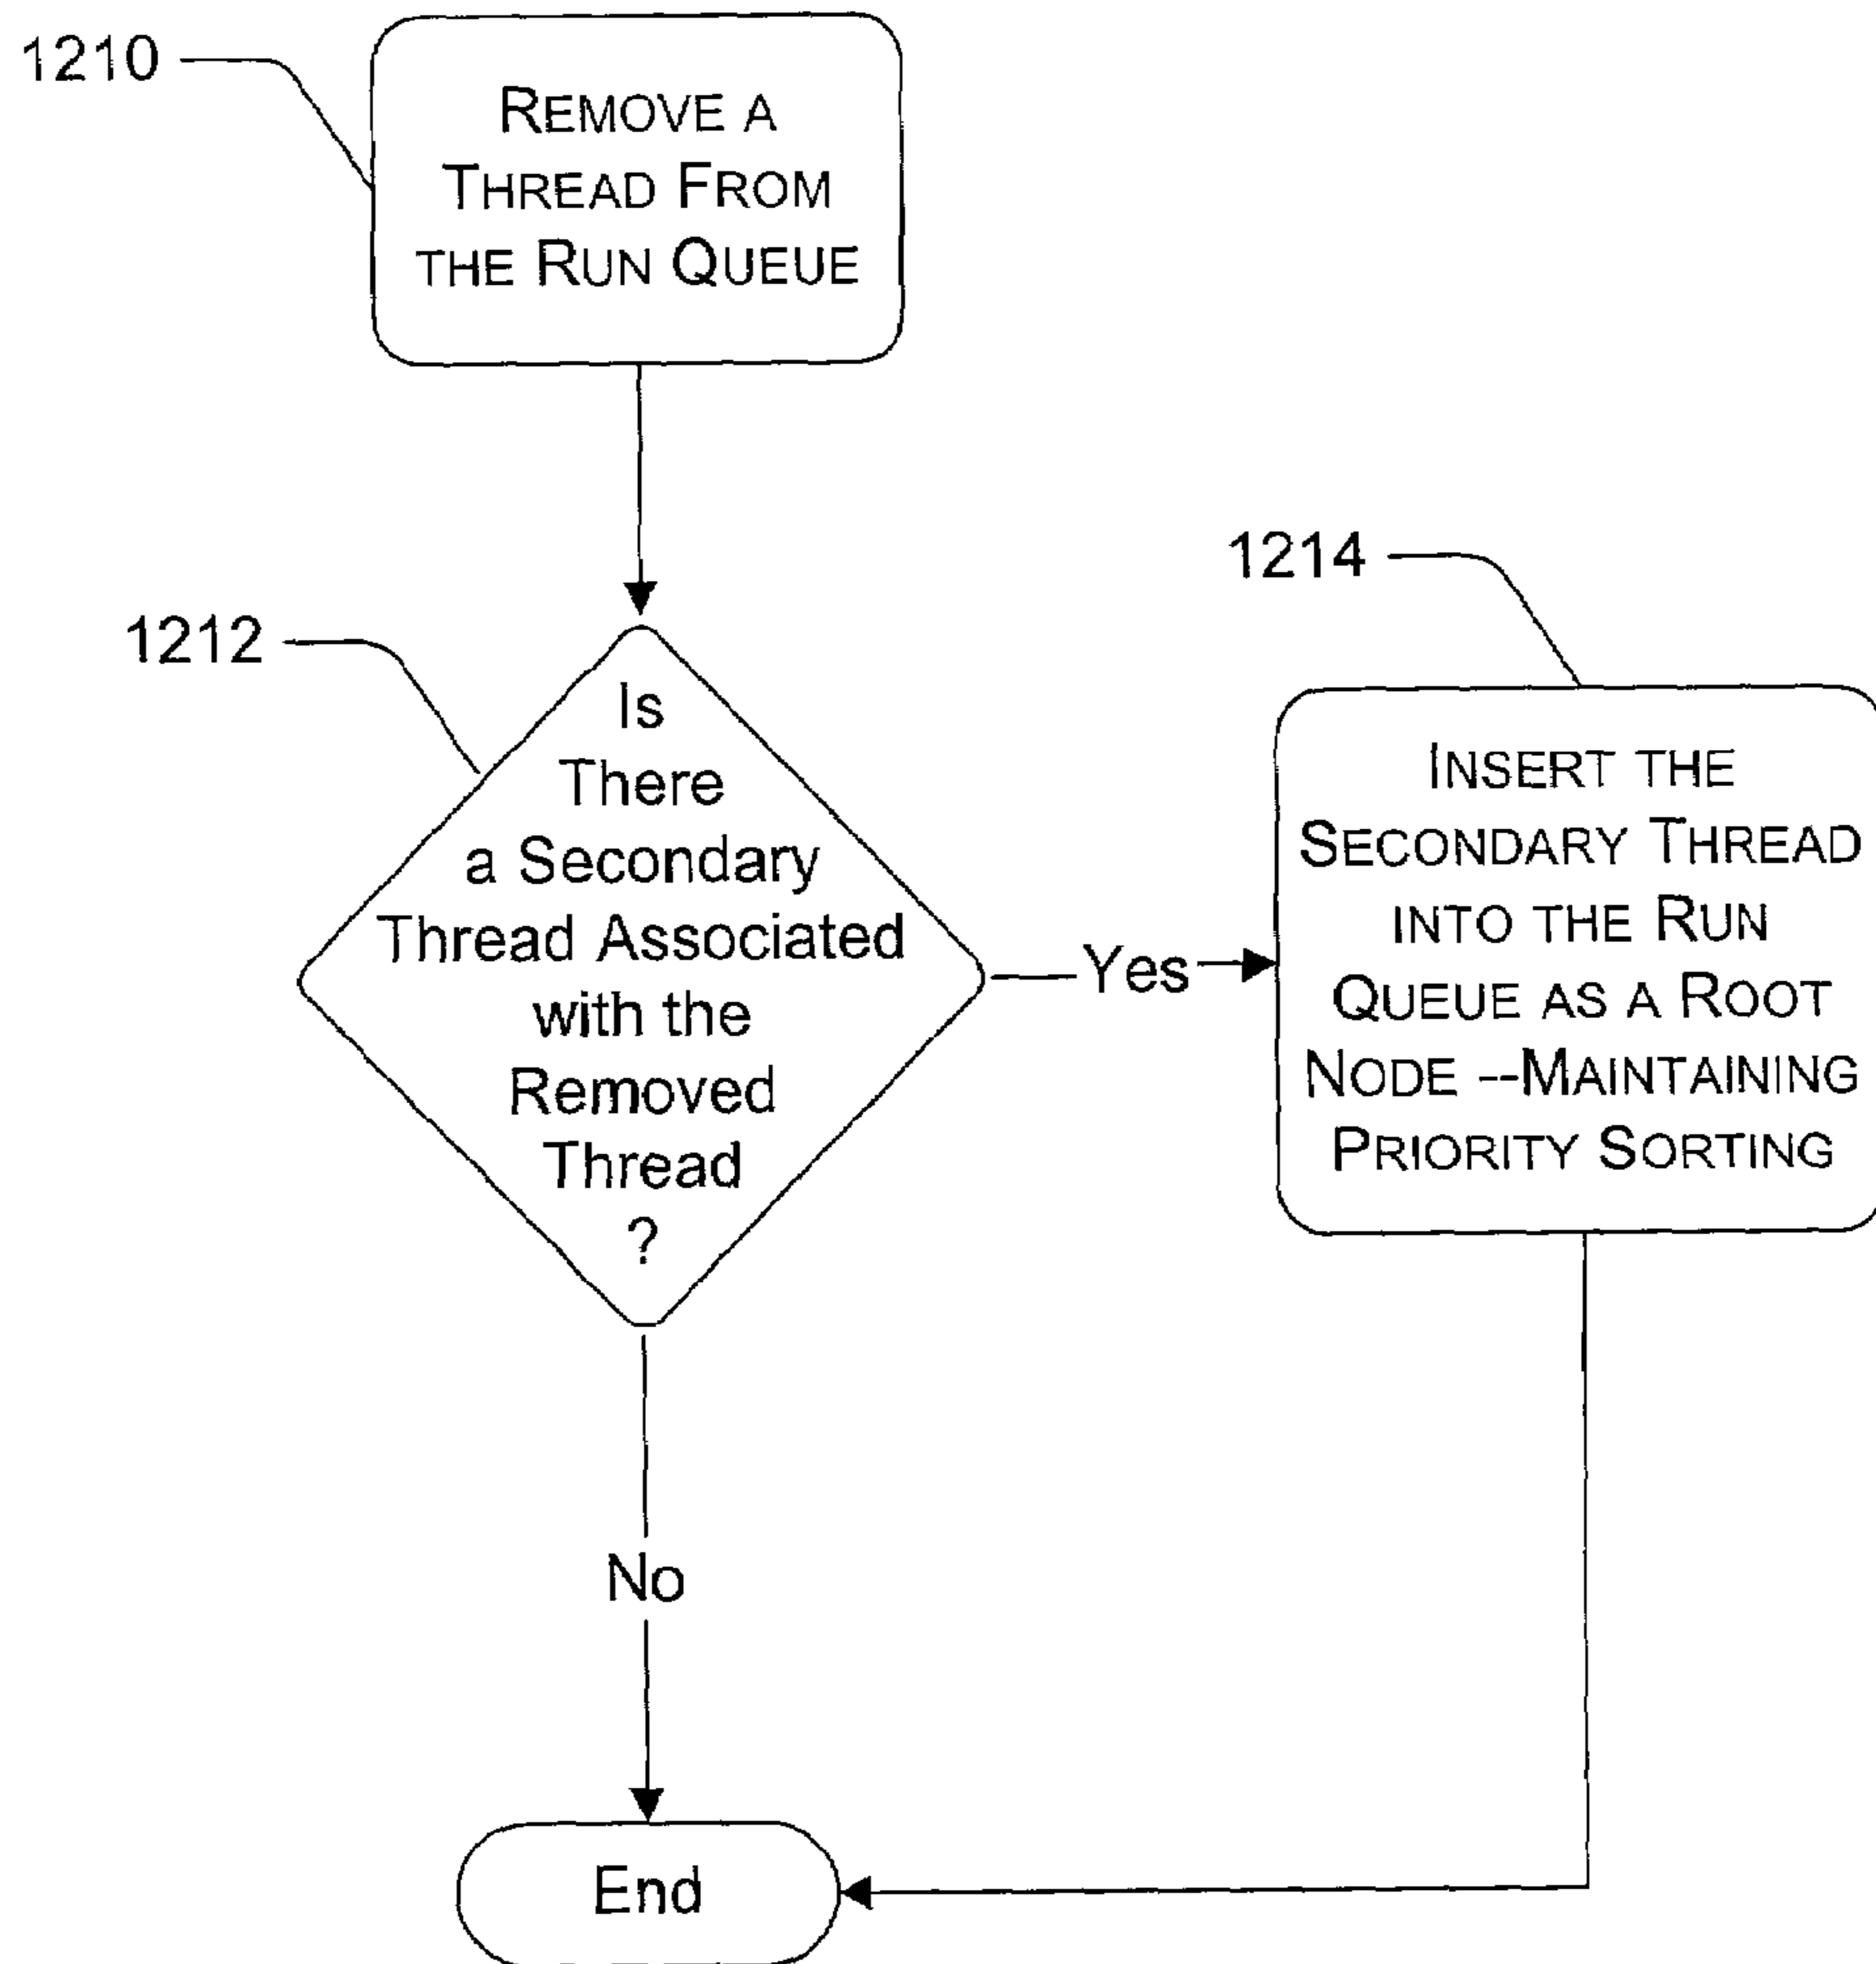 1210
REMOVE A
THREAD FROM
THE RUN QUEUE
1212
Is
There
a Secondary
Thread Associated
with the
Removed
Thread
?
Yes
1214
INSERT THE
SECONDARY THREAD
INTO THE RUN
QUEUE AS A ROOT
NODE --MAINTAINING
PRIORITY SORTING
No
End